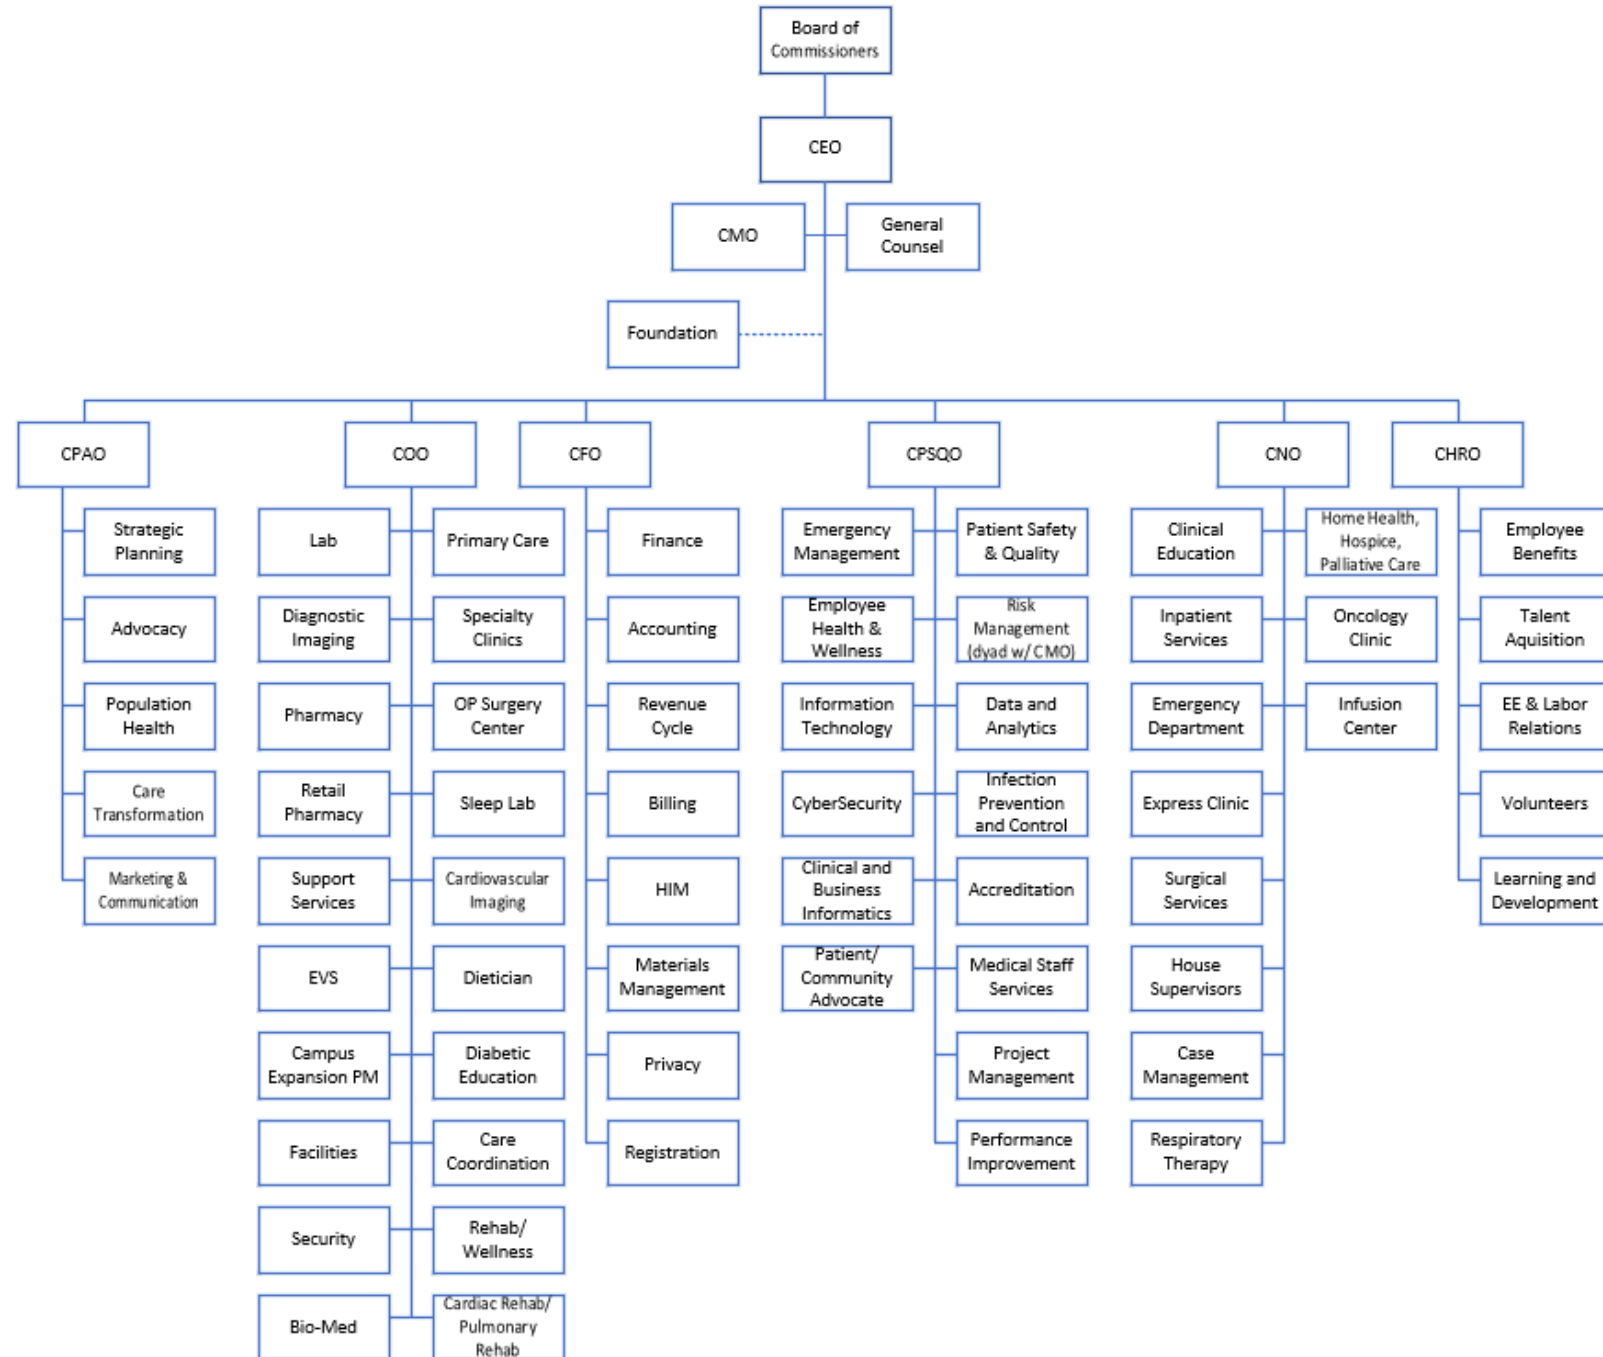 Board of
Commissioners
CEO
CMO
General
Counsel
Foundation
CPAO
COO
CFO
CPSQO
CNO
CHRO
Strategic
Planning
Advocacy
Population
Health
Care
Transformation
Marketing &
Communication
Lab
Diagnostic
Imaging
Pharmacy
Retail
Pharmacy
Support
Services
EVS
Campus
Expansion PM
Facilities
Security
Bio-Med
Primary Care
Specialty
Clinics
OP Surgery
Center
Sleep Lab
Cardiovascular
Imaging
Dietician
Diabetic
Education
Care
Coordination
Rehab/
Wellness
Cardiac Rehab/
Pulmonary
Rehab
Finance
Accounting
Revenue
Cycle
Billing
HIM
Materials
Management
Privacy
Registration
Emergency
Management
Employee
Health &
Wellness
Information
Technology
CyberSecurity
Clinical and
Business
Informatics
Patient/
Community
Advocate
Patient Safety
& Quality
Risk
Management
(dyad w/ CMO)
Data and
Analytics
Infection
Prevention
and Control
Accreditation
Medical Staff
Services
Project
Management
Performance
Improvement
Clinical
Education
Inpatient
Services
Emergency
Department
Express Clinic
Surgical
Services
House
Supervisors
Case
Management
Respiratory
Therapy
Home Health,
Hospice,
Palliative Care
Oncology
Clinic
Infusion
Center
Employee
Benefits
Talent
Aquisition
EE & Labor
Relations
Volunteers
Learning and
Development